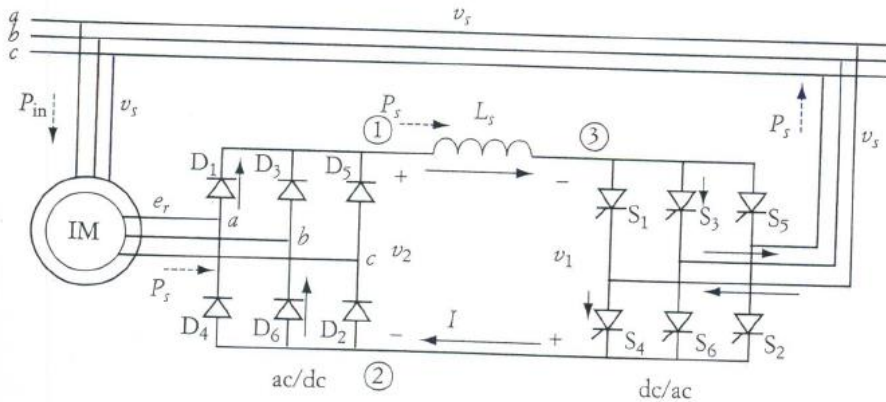 a
b
c
v_s
P_in
v_s
P_s
L_s
P_s
v_s
① ③
D_1 D_3 D_5
+ −
S_1 S_3 S_5
IM
e_r
a
b
c
v_2
v_1
P_s
D_4 D_6 D_2
− I +
S_4 S_6 S_2
ac/dc
②
dc/ac